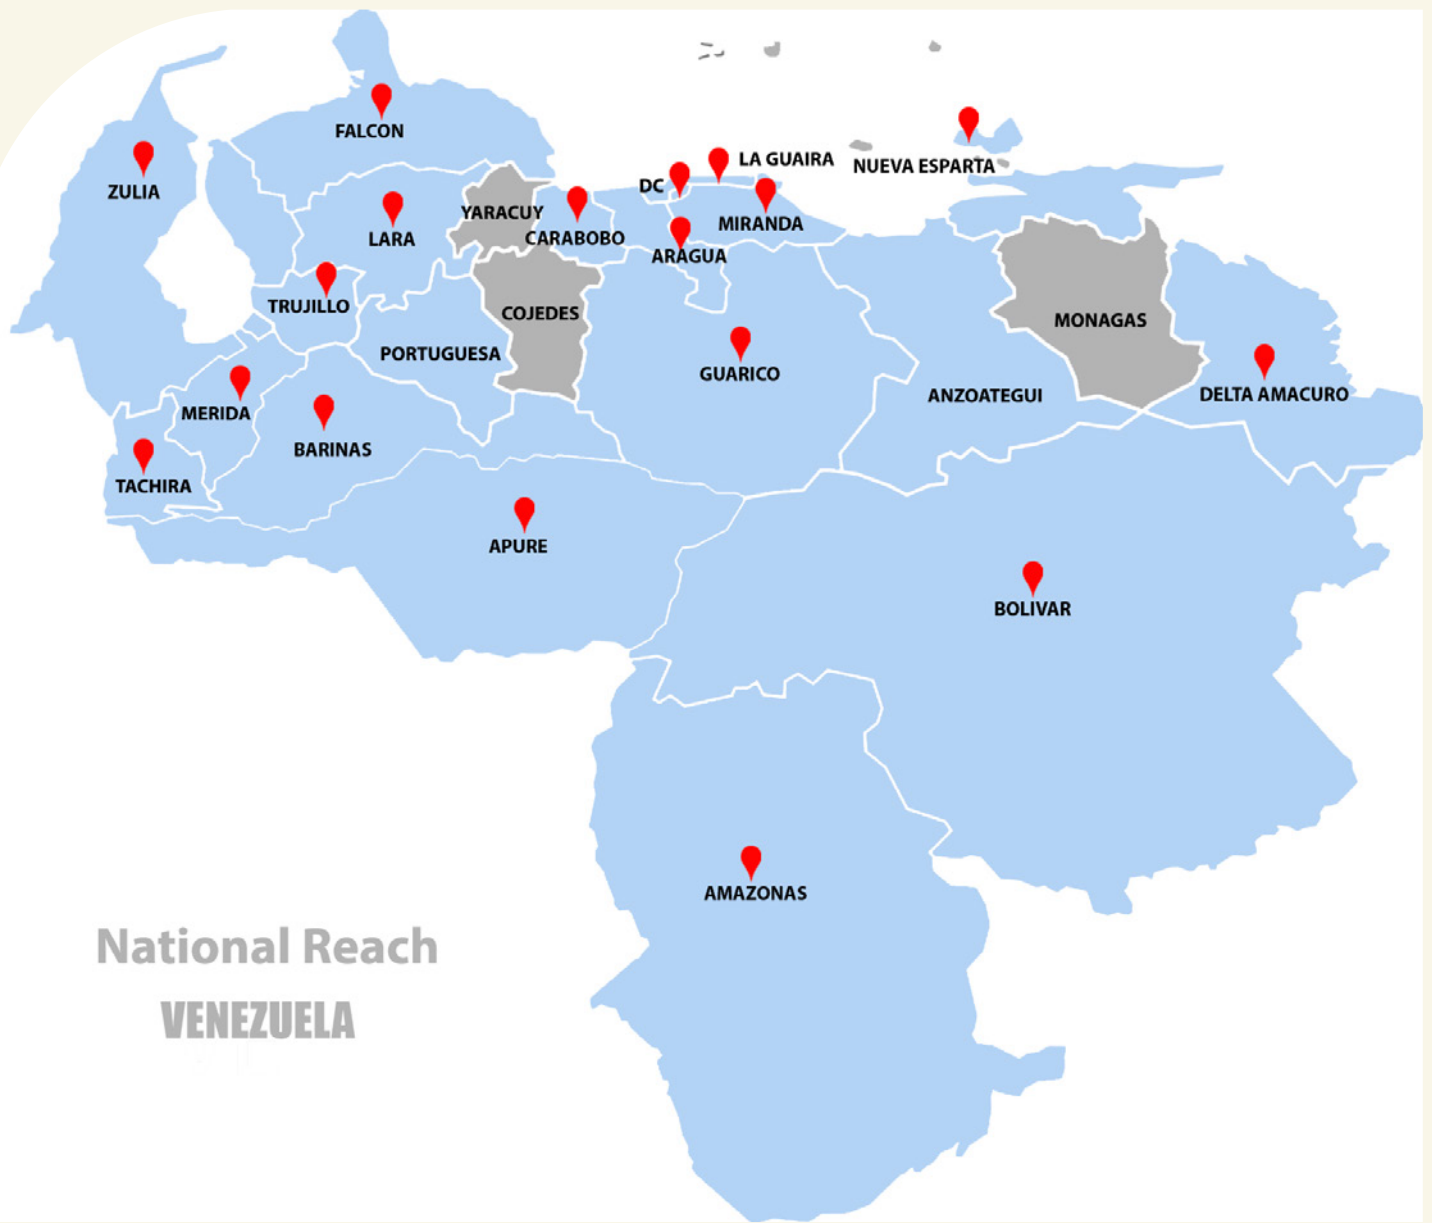 FALCON
LA GUAIRA
NUEVA ESPARTA
DC
ZULIA
YARACUY
MIRANDA
LARA
CARABOBO
ARAGUA
TRUJILLO
COJEDES
MONAGAS
PORTUGUESA
GUARICO
ANZOATEGUI
DELTA AMACURO
MERIDA
BARINAS
TACHIRA
APURE
BOLIVAR
AMAZONAS
National Reach
VENEZUELA